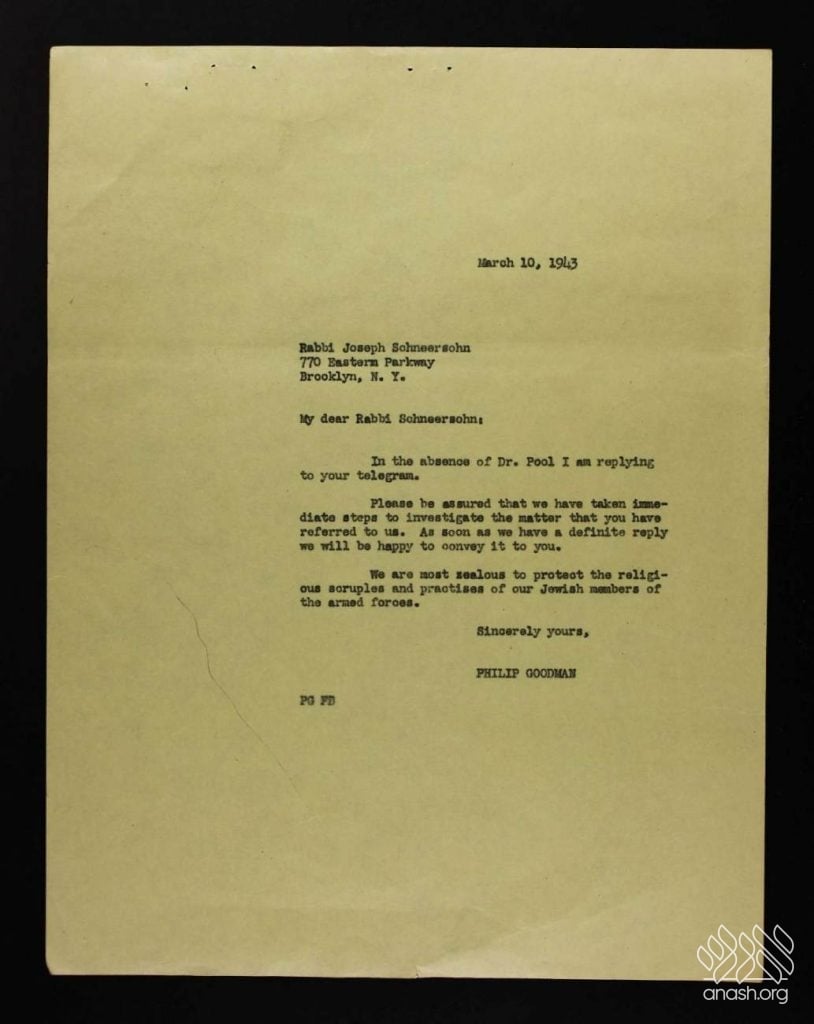 March 10, 1943
Rabbi Joseph Schneersohn
770 Eastern Parkway
Brooklyn, N. Y.
My dear Rabbi Schneersohn:
In the absence of Dr. Pool I am replying
to your telegram.
Please be assured that we have taken imme-
diate steps to investigate the matter that you have
referred to us. As soon as we have a definite reply
we will be happy to convey it to you.
We are most zealous to protect the religi-
ous scruples and practises of our Jewish members of
the armed forces.
Sincerely yours,
PHILIP GOODMAN
PG FB
anash.org